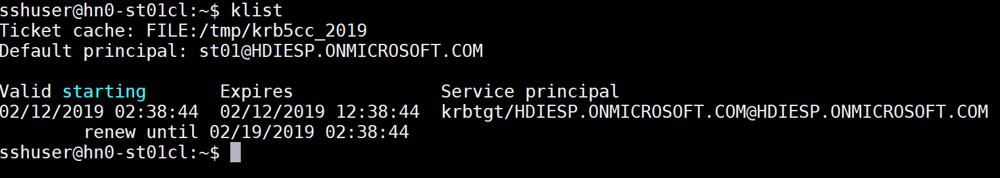 sshuser@hn0-st01cl:~$ klist
Ticket cache: FILE:/tmp/krb5cc_2019
Default principal: st01@HDIESP.ONMICROSOFT.COM
Valid starting       Expires              Service principal
02/12/2019 02:38:44  02/12/2019 12:38:44  krbtgt/HDIESP.ONMICROSOFT.COM@HDIESP.ONMICROSOFT.COM
        renew until 02/19/2019 02:38:44
sshuser@hn0-st01cl:~$